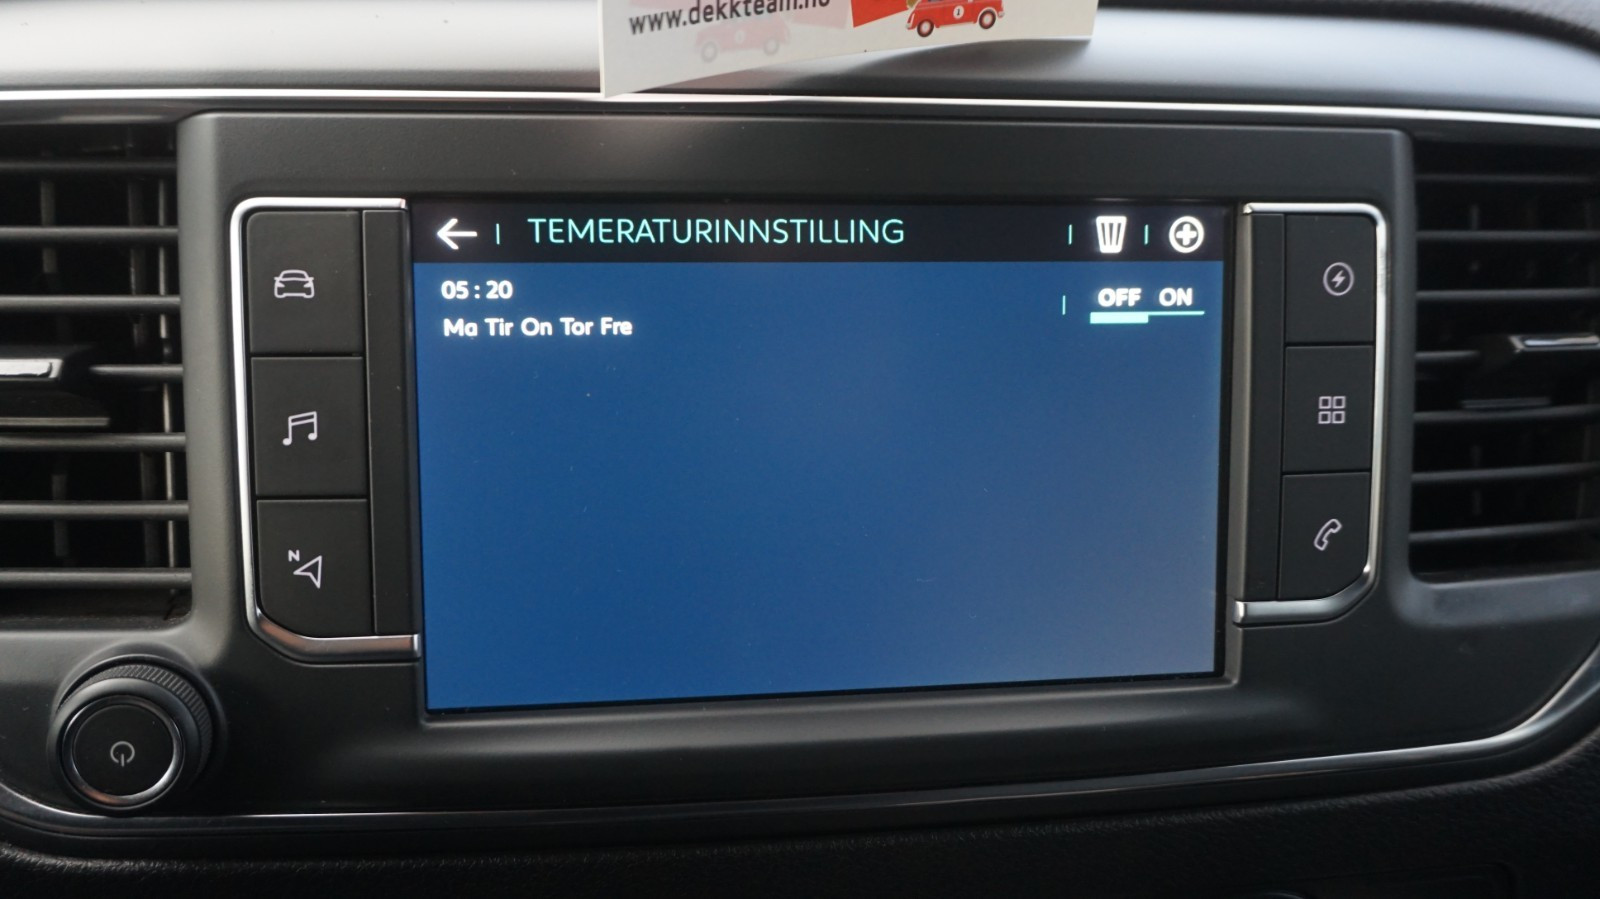 www.dekkteam.no
TEMERATURINNSTILLING
05:20
OFF ON
Ma Tir On Tor Fre
N